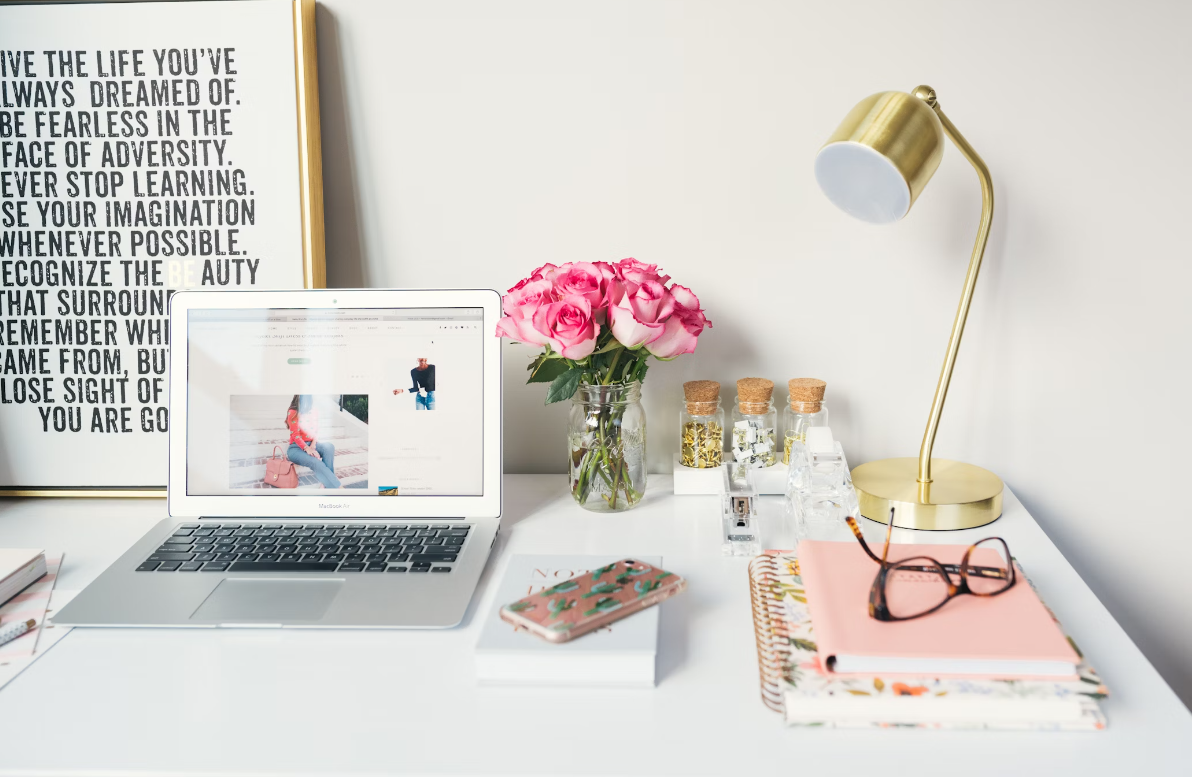 IVE THE LIFE YOU'VE
LWAYS DREAMED OF.
BE FEARLESS IN THE
FACE OF ADVERSITY.
EVER STOP LEARNING.
SE YOUR IMAGINATION
WHENEVER POSSIBLE.
ECOGNIZE THE BEAUTY
THAT SURROUN
REMEMBER WH
CAME FROM, BU
LOSE SIGHT OF
YOU ARE GO
MacBook Air